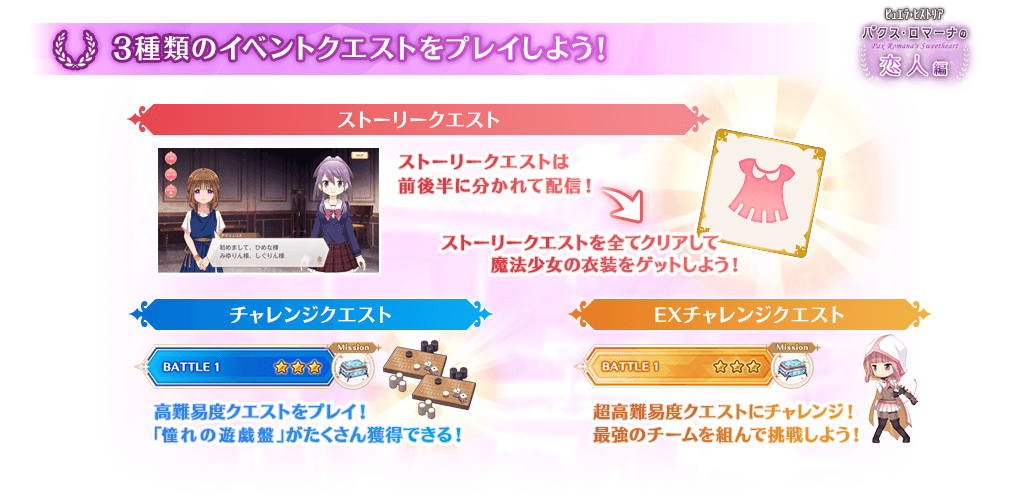 3種類のイベントクエストをプレイしよう!
ピュエラ・ヒストリア
パクス・ロマーナの
Pax Romana's Sweetheart
恋人編
ストーリークエスト
SKIP
ストーリークエストは
前後半に分かれて配信!
初めまして、ひめな様
みゆりん様、しぐりん様
ストーリークエストを全てクリアして
魔法少女の衣装をゲットしよう!
チャレンジクエスト
EXチャレンジクエスト
Mission
BATTLE 1
Mission
BATTLE 1
高難易度クエストをプレイ!
「憧れの遊戯盤」がたくさん獲得できる!
超高難易度クエストにチャレンジ!
最強のチームを組んで挑戦しよう!